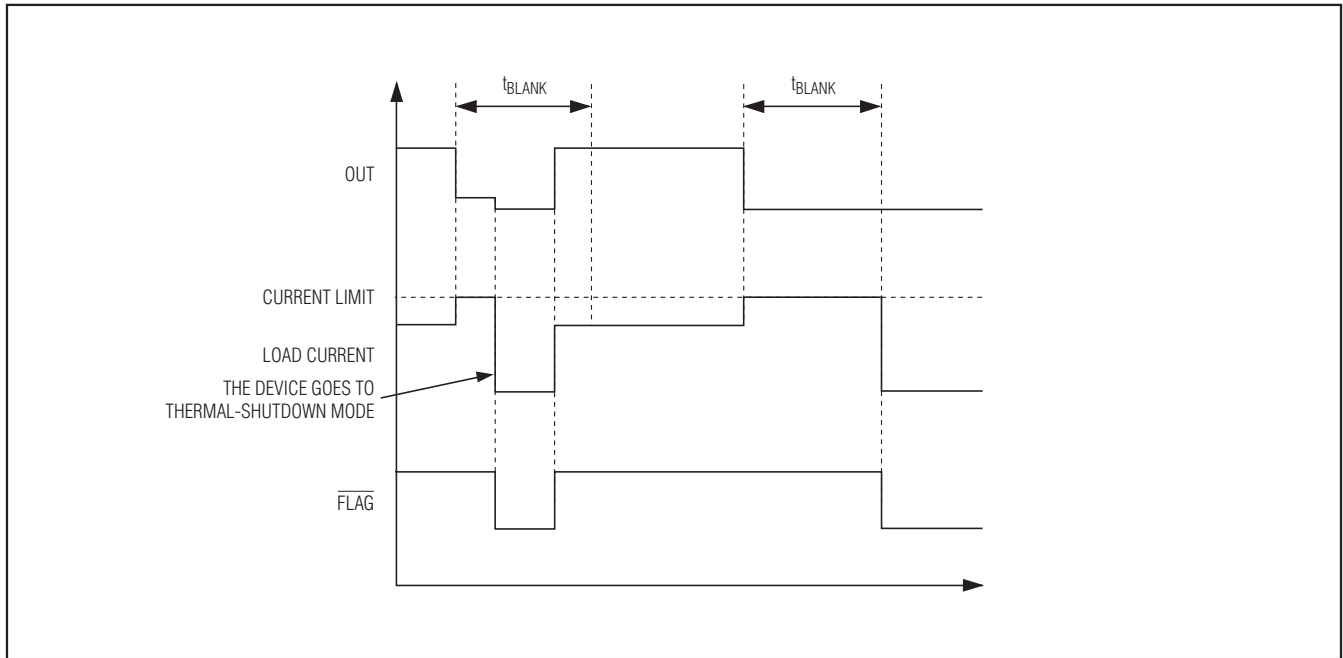 tBLANK
tBLANK
OUT
CURRENT LIMIT
LOAD CURRENT
THE DEVICE GOES TO
THERMAL-SHUTDOWN MODE
FLAG